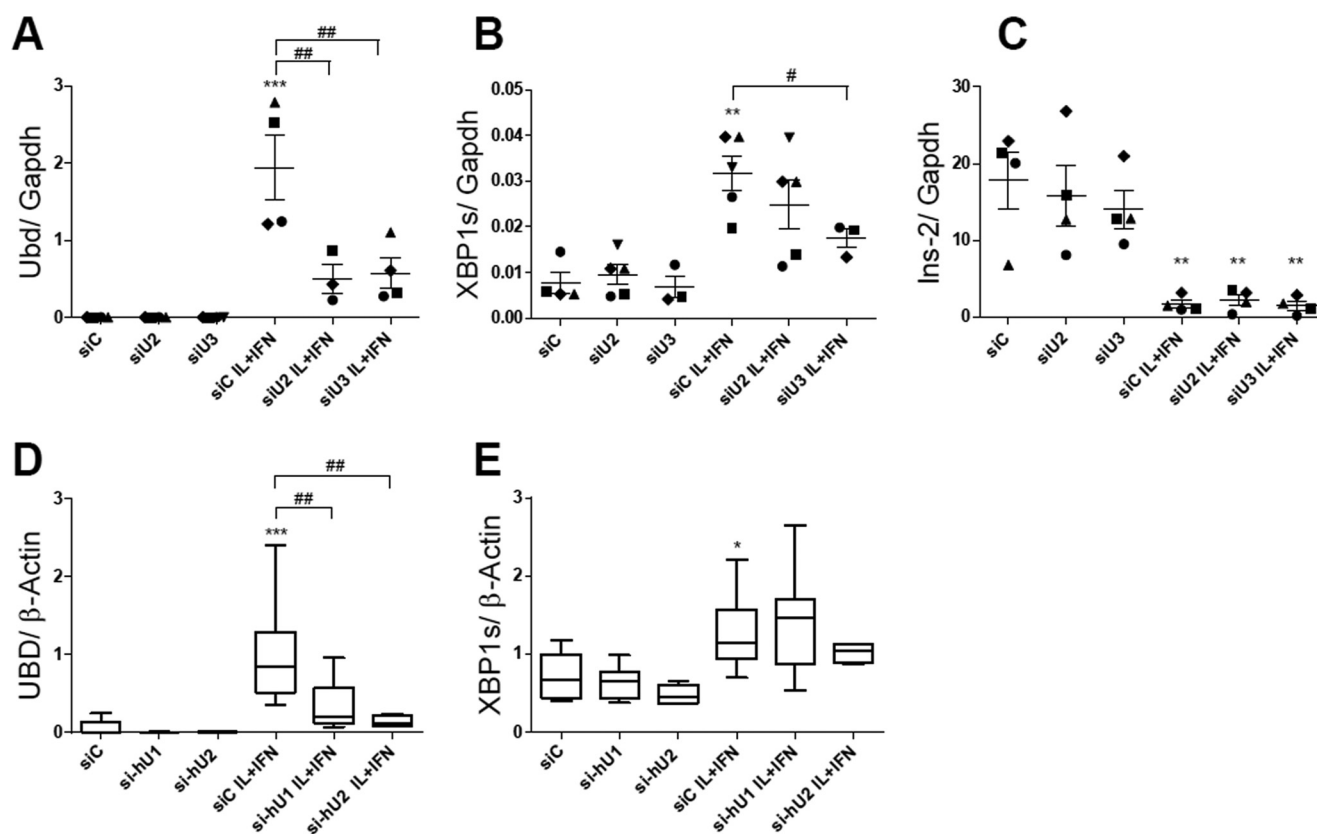 A
##
##
***
Ubd/ Gapdh
3
2
1
0
siC
siU2
siU3
siC IL+IFN
siU2 IL+IFN
siU3 IL+IFN
B
#
**
XBP1s/ Gapdh
0.05
0.04
0.03
0.02
0.01
0.00
siC
siU2
siU3
siC IL+IFN
siU2 IL+IFN
siU3 IL+IFN
C
Ins-2/ Gapdh
30
20
10
0
**
**
**
siC
siU2
siU3
siC IL+IFN
siU2 IL+IFN
siU3 IL+IFN
D
##
##
***
UBD/ β-Actin
3
2
1
0
siC
si-hU1
si-hU2
siC IL+IFN
si-hU1 IL+IFN
si-hU2 IL+IFN
E
*
XBP1s/ β-Actin
3
2
1
0
siC
si-hU1
si-hU2
siC IL+IFN
si-hU1 IL+IFN
si-hU2 IL+IFN